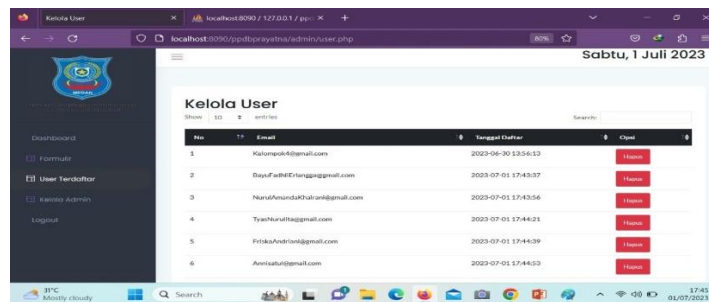 Kelola User
localhost:8090 / 127.0.0.1 / ppd
localhost:8090/ppdbprayatna/admin/user.php
80%
Sabtu, 1 Juli 2023
MEDAN
Dashboard
Formulir
User Terdaftar
Kelola Admin
Logout
Kelola User
Show 10 entries
Search:
No Email Tanggal Daftar Opsi
1 Kelompok4@gmail.com 2023-06-30 13:56:13 Hapus
2 BayuFadhilErlangga@gmail.com 2023-07-01 17:43:37 Hapus
3 NurulAmandaKhairani@gmail.com 2023-07-01 17:43:56 Hapus
4 TyasNurulita@gmail.com 2023-07-01 17:44:21 Hapus
5 FriskaAndriani@gmail.com 2023-07-01 17:44:39 Hapus
6 Annisatul@gmail.com 2023-07-01 17:44:53 Hapus
31°C
Mostly cloudy
Search
17:45
01/07/2023